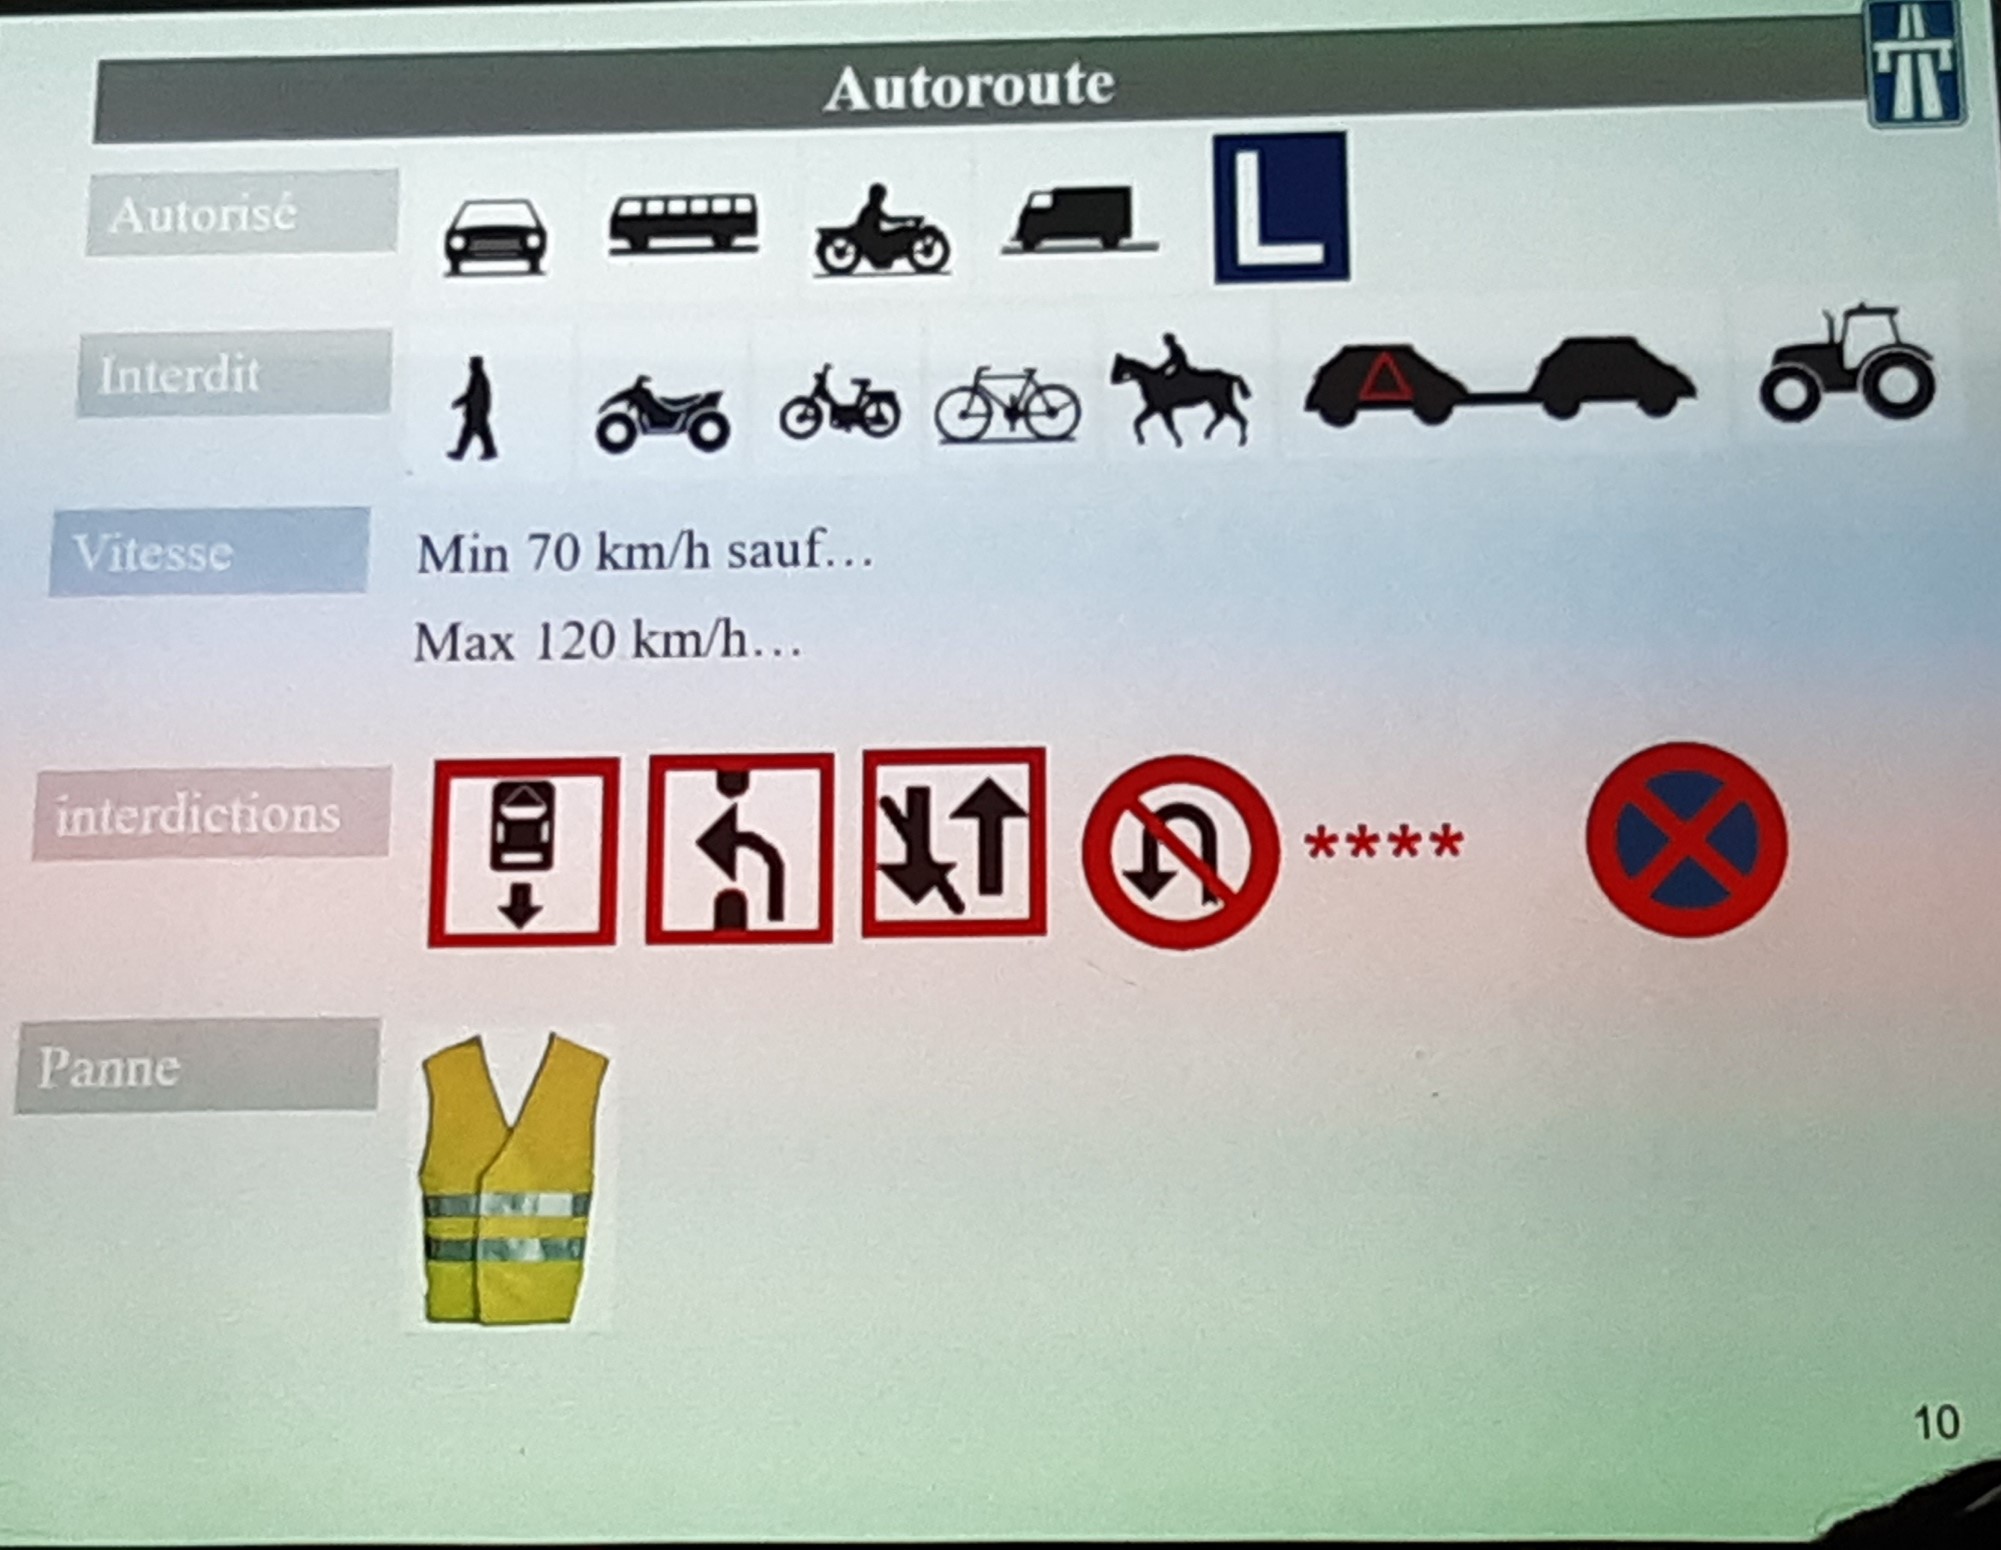 Autoroute
Autorisé
L
Interdit
Vitesse
Min 70 km/h sauf…
Max 120 km/h…
interdictions
****
Panne
10